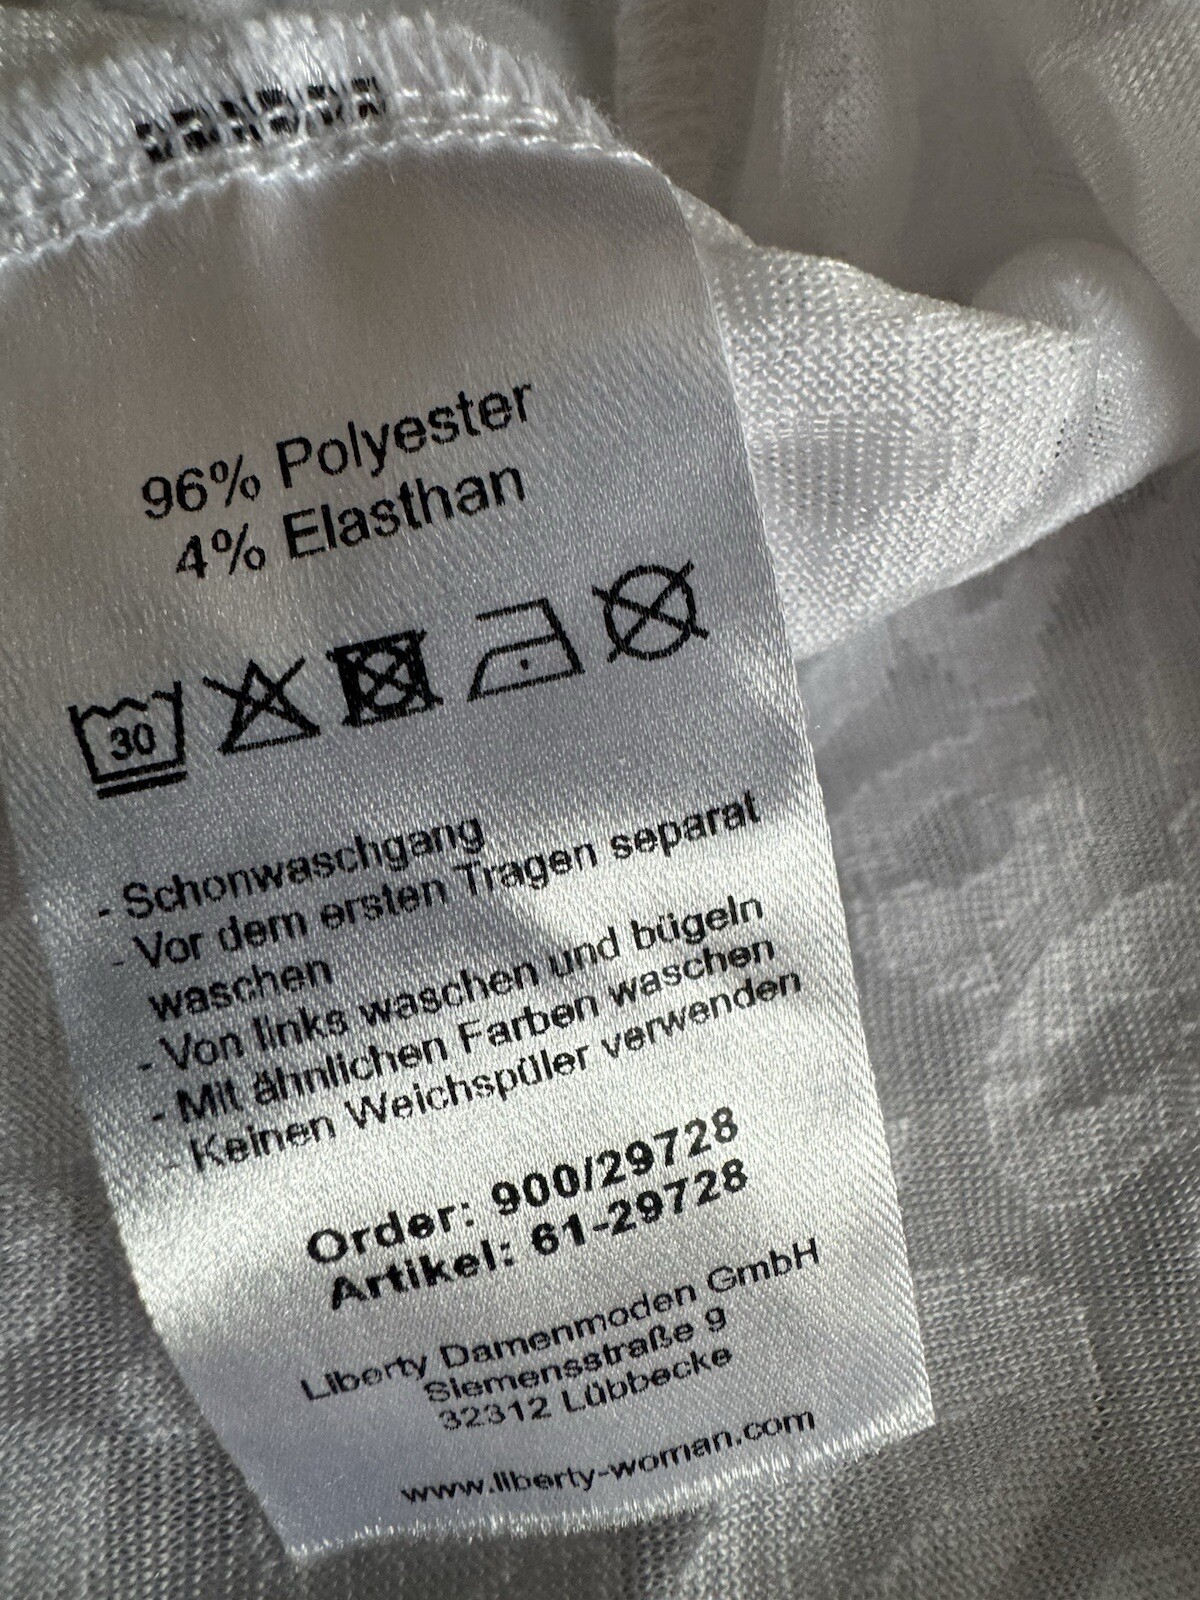 96% Polyester
4% Elasthan
30
- Schonwaschgang
- Vor dem ersten Tragen separat
waschen
- Von links waschen und bügeln
- Mit ähnlichen Farben waschen
- Keinen Weichspüler verwenden
Order: 900/29728
Artikel: 61-29728
Liberty Damenmoden GmbH
Siemensstraße 9
32312 Lübbecke
www.liberty-woman.com